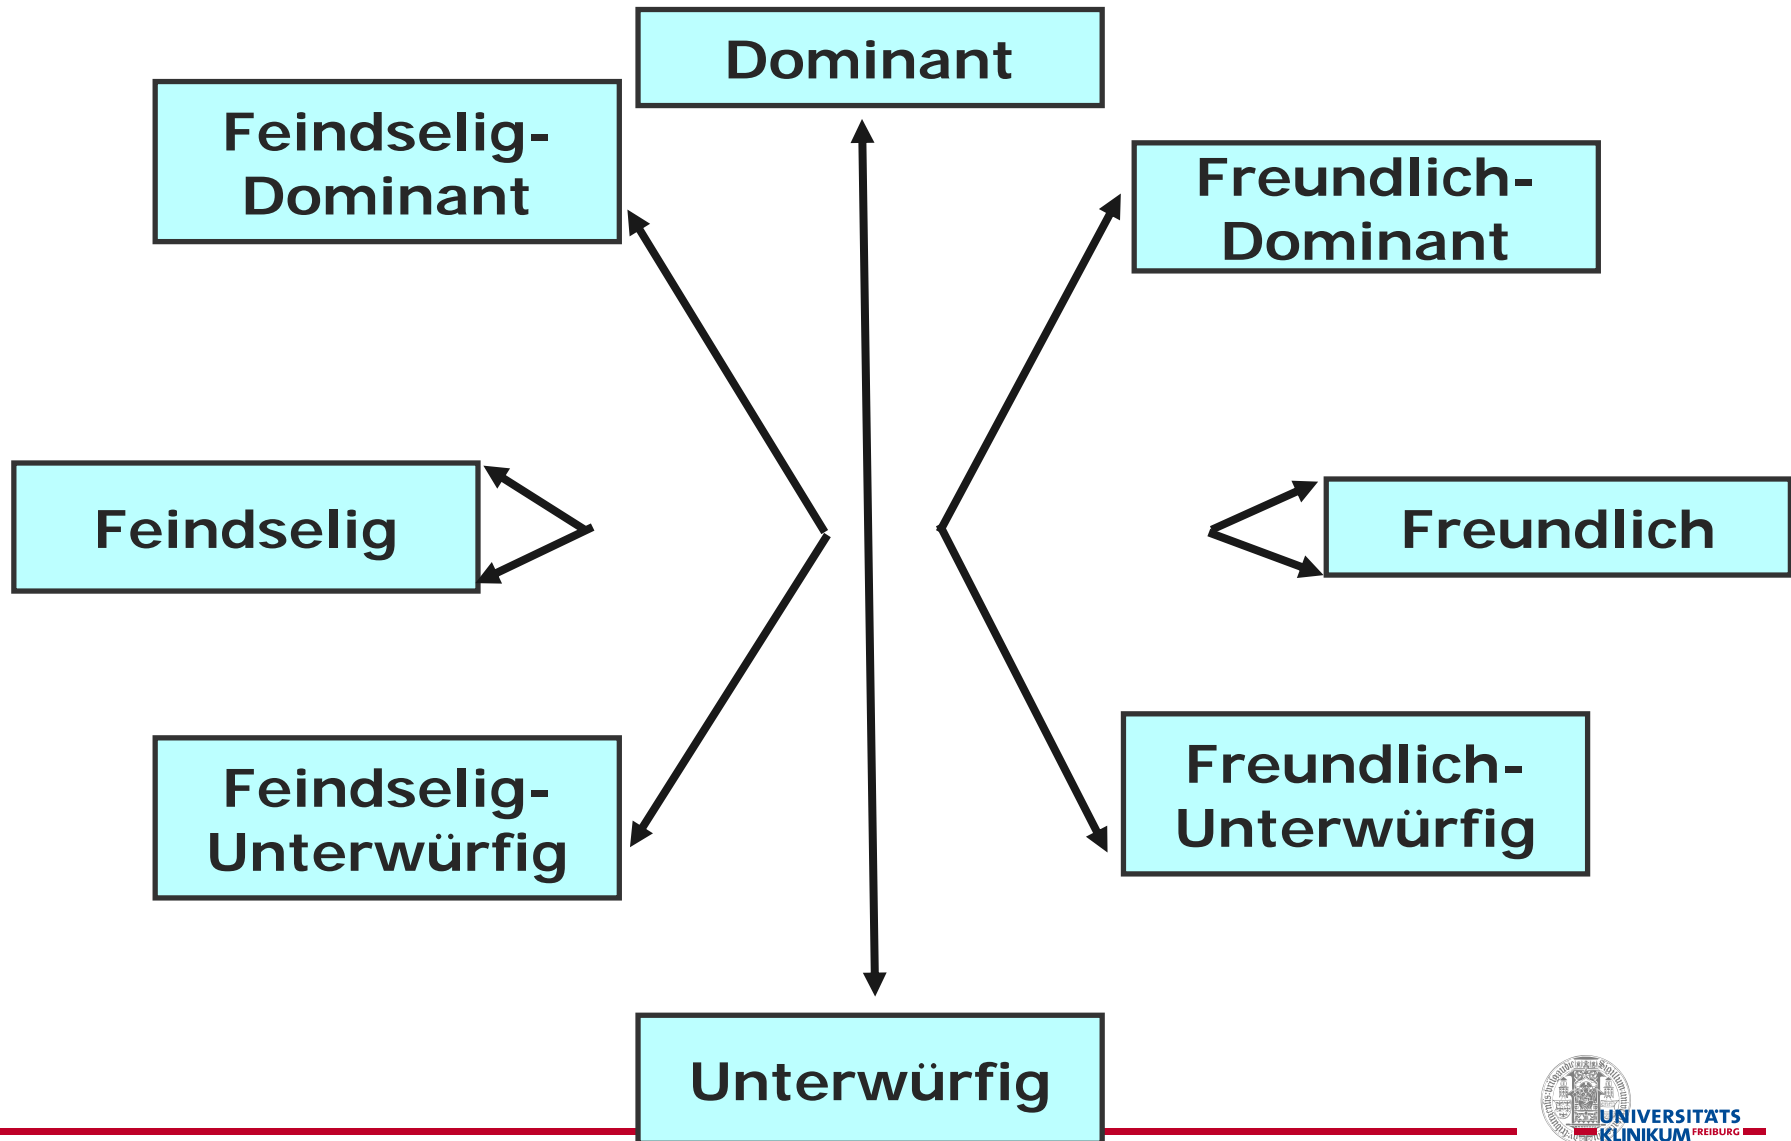 Dominant
Feindselig-
Dominant
Freundlich-
Dominant
Feindselig
Freundlich
Feindselig-
Unterwürfig
Freundlich-
Unterwürfig
Unterwürfig
UNIVERSITÄTS
KLINIKUM FREIBURG